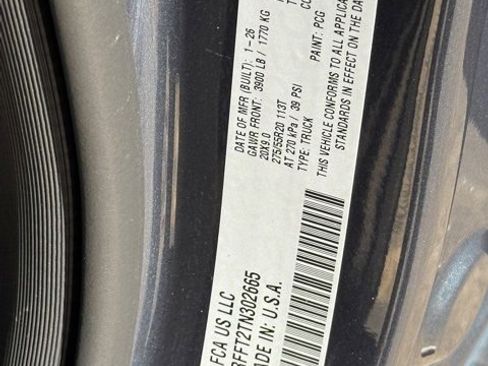 FCA US LLC
DATE OF MFR (BUILT): 1-26
GAWR FRONT: 3900 LB / 1770 KG
20X9.0
275/55R20 113T
AT 270 kPa / 39 PSI
RFFT2TN302665
TYPE: TRUCK
MADE IN: U.S.A.
THIS VEHICLE CONFORMS TO ALL APPLICA
STANDARDS IN EFFECT ON THE DA
PAINT: PCG